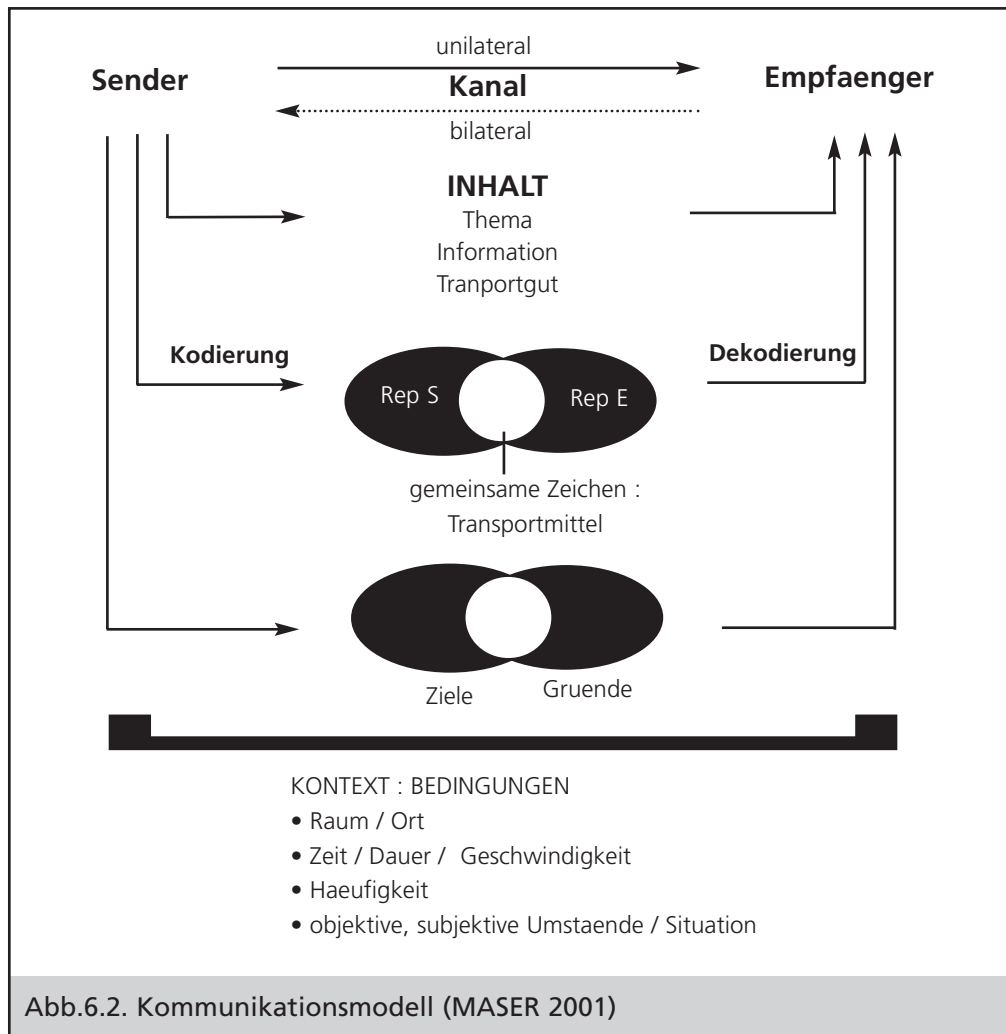 unilateral
Sender
Kanal
Empfaenger
bilateral
INHALT
Thema
Information
Tranportgut
Kodierung
Dekodierung
Rep S
Rep E
gemeinsame Zeichen :
Transportmittel
Ziele
Gruende
KONTEXT : BEDINGUNGEN
• Raum / Ort
• Zeit / Dauer / Geschwindigkeit
• Haeufigkeit
• objektive, subjektive Umstaende / Situation
Abb.6.2. Kommunikationsmodell (MASER 2001)